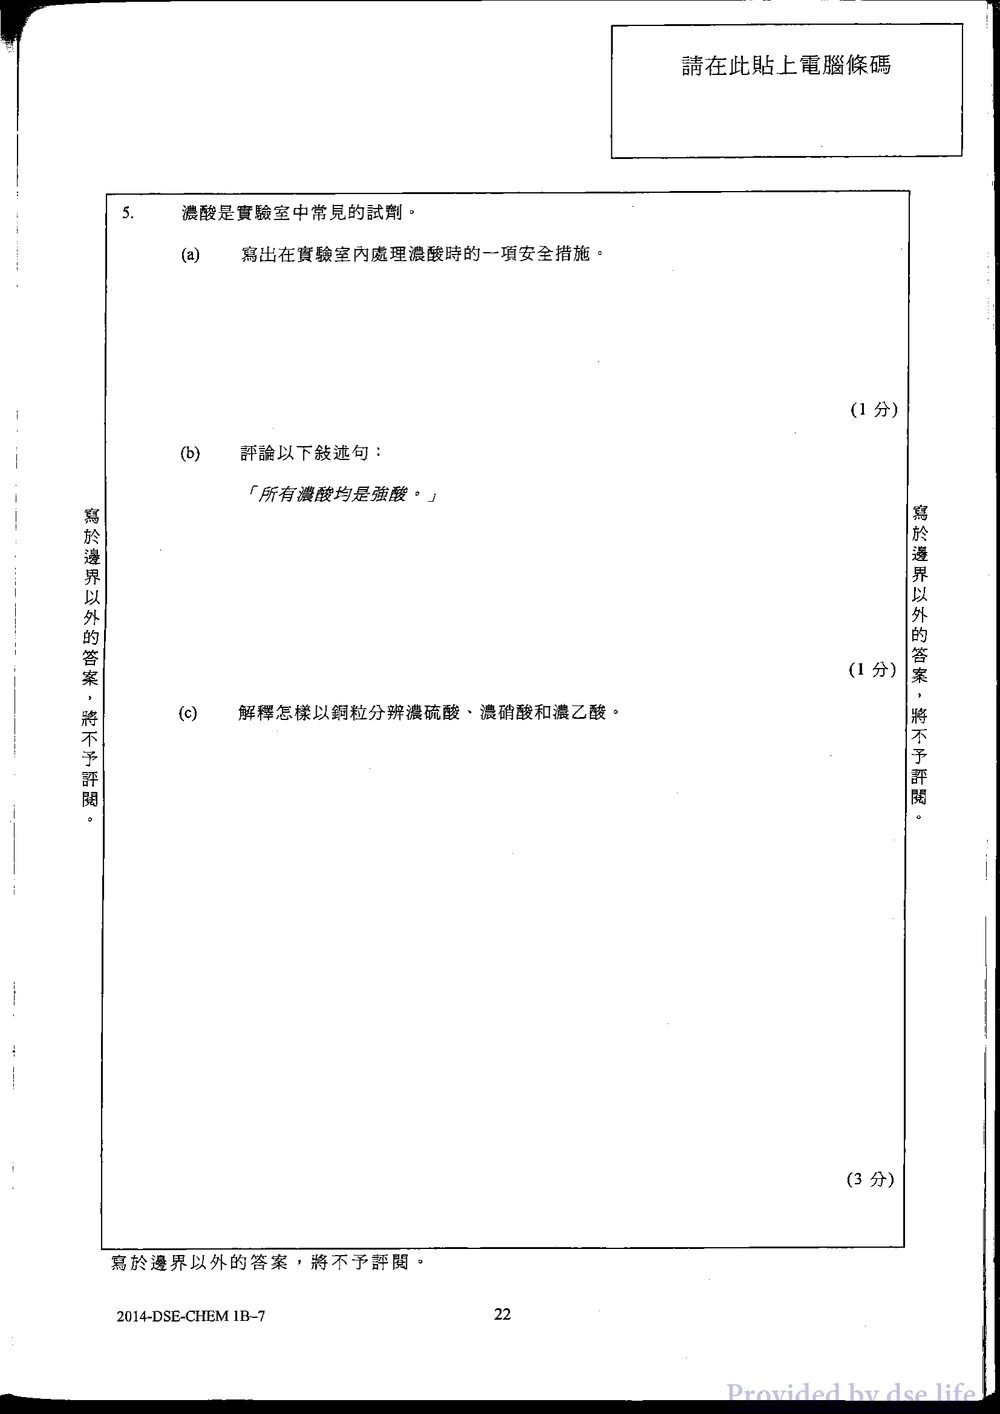 請在此貼上電腦條碼
5. 濃酸是實驗室中常見的試劑。
(a) 寫出在實驗室內處理濃酸時的一項安全措施。
(1 分)
(b) 評論以下敍述句：
「所有濃酸均是強酸。」
(1 分)
(c) 解釋怎樣以銅粒分辨濃硫酸、濃硝酸和濃乙酸。
(3 分)
寫於邊界以外的答案，將不予評閱。
寫於邊界以外的答案，將不予評閱。
寫於邊界以外的答案，將不予評閱。
2014-DSE-CHEM 1B–7 22
Provided by dse.life